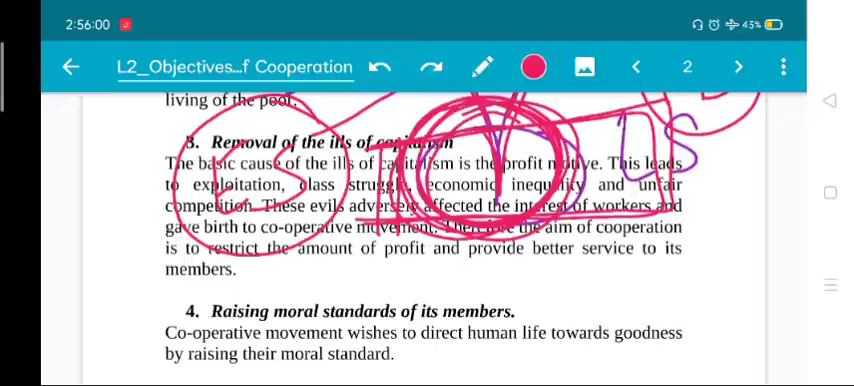 2:56:00
45%
L2_Objectives...f Cooperation
2
living of the poor.
3. Removal of the ills of capitalism
The basic cause of the ills of capitalism is the profit motive. This leads
to exploitation, class struggle, economic inequality and unfair
competition. These evils adversely affected the interest of workers and
gave birth to co-operative movement. Therefore the aim of cooperation
is to restrict the amount of profit and provide better service to its
members.
4. Raising moral standards of its members.
Co-operative movement wishes to direct human life towards goodness
by raising their moral standard.